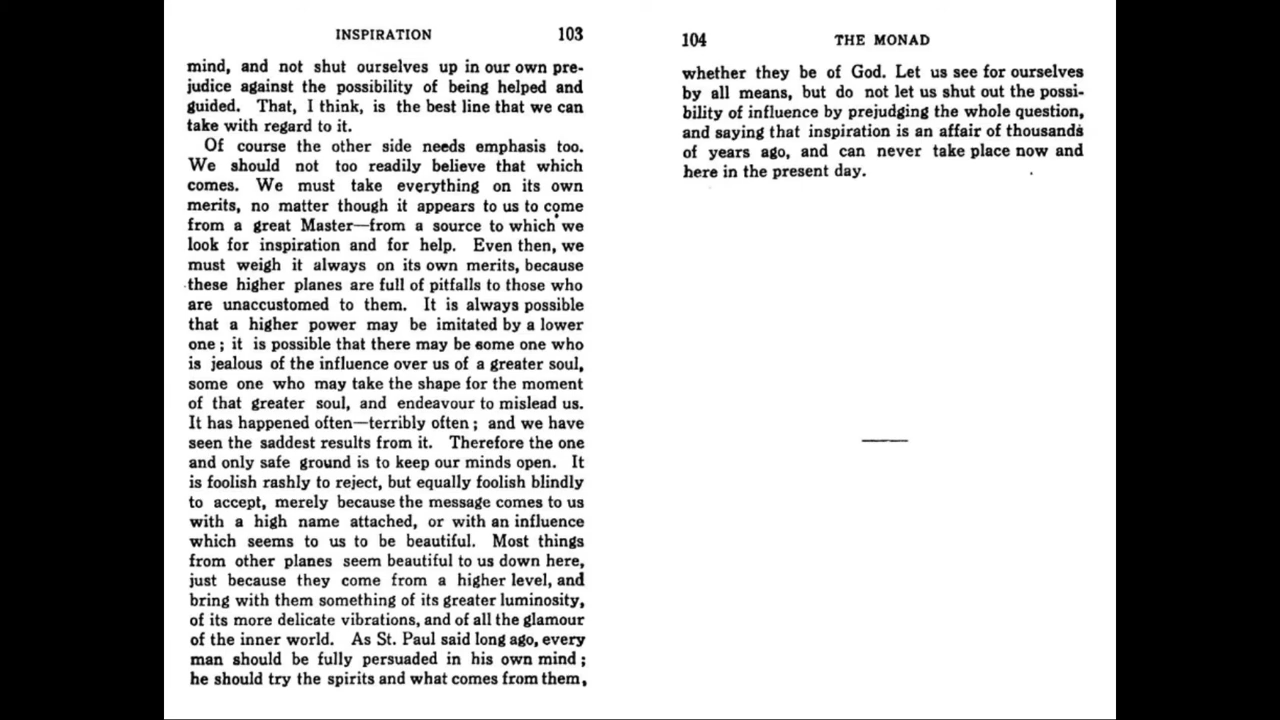 INSPIRATION 103
mind, and not shut ourselves up in our own pre-
judice against the possibility of being helped and
guided. That, I think, is the best line that we can
take with regard to it.
Of course the other side needs emphasis too.
We should not too readily believe that which
comes. We must take everything on its own
merits, no matter though it appears to us to come
from a great Master—from a source to which we
look for inspiration and for help. Even then, we
must weigh it always on its own merits, because
these higher planes are full of pitfalls to those who
are unaccustomed to them. It is always possible
that a higher power may be imitated by a lower
one ; it is possible that there may be some one who
is jealous of the influence over us of a greater soul,
some one who may take the shape for the moment
of that greater soul, and endeavour to mislead us.
It has happened often—terribly often ; and we have
seen the saddest results from it. Therefore the one
and only safe ground is to keep our minds open. It
is foolish rashly to reject, but equally foolish blindly
to accept, merely because the message comes to us
with a high name attached, or with an influence
which seems to us to be beautiful. Most things
from other planes seem beautiful to us down here,
just because they come from a higher level, and
bring with them something of its greater luminosity,
of its more delicate vibrations, and of all the glamour
of the inner world. As St. Paul said long ago, every
man should be fully persuaded in his own mind ;
he should try the spirits and what comes from them,
104 THE MONAD
whether they be of God. Let us see for ourselves
by all means, but do not let us shut out the possi-
bility of influence by prejudging the whole question,
and saying that inspiration is an affair of thousands
of years ago, and can never take place now and
here in the present day.